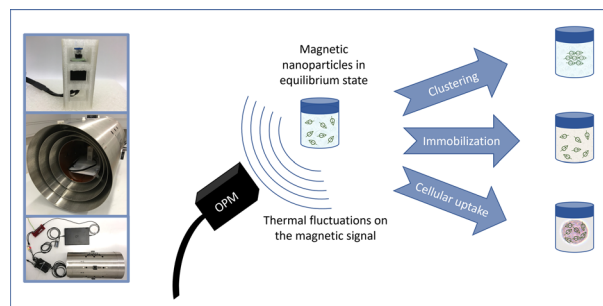 Magnetic
nanoparticles in
equilibrium state
OPM
Thermal fluctuations on
the magnetic signal
Clustering
Immobilization
Cellular
uptake